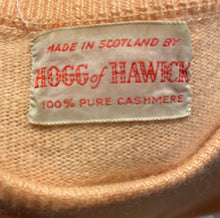 MADE IN SCOTLAND BY
HOGG of HAWICK
100% PURE CASHMERE